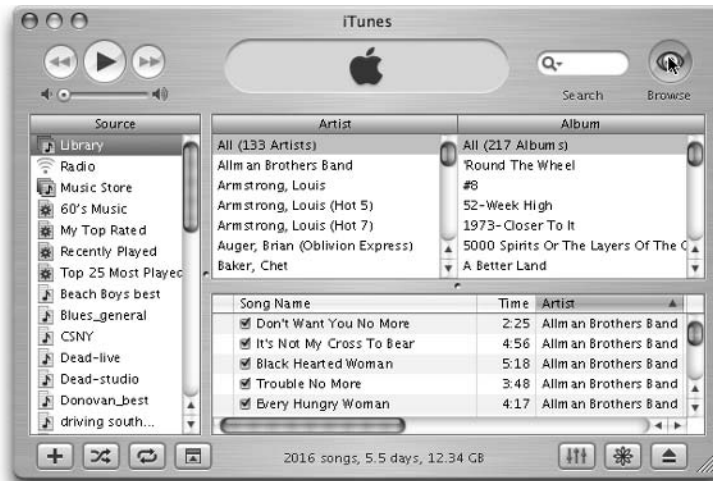 iTunes
Search
Browse
Source
Library
Radio
Music Store
60's Music
My Top Rated
Recently Played
Top 25 Most Played
Beach Boys best
Blues_general
CSNY
Dead-live
Dead-studio
Donovan_best
driving south...
Artist
All (133 Artists)
Allman Brothers Band
Armstrong, Louis
Armstrong, Louis (Hot 5)
Armstrong, Louis (Hot 7)
Auger, Brian (Oblivion Express)
Baker, Chet
Album
All (217 Albums)
'Round The Wheel
#8
52-Week High
1973-Closer To It
5000 Spirits Or The Layers Of The
A Better Land
Song Name Time Artist
Don't Want You No More 2:25 Allman Brothers Band
It's Not My Cross To Bear 4:56 Allman Brothers Band
Black Hearted Woman 5:18 Allman Brothers Band
Trouble No More 3:48 Allman Brothers Band
Every Hungry Woman 4:17 Allman Brothers Band
2016 songs, 5.5 days, 12.34 GB